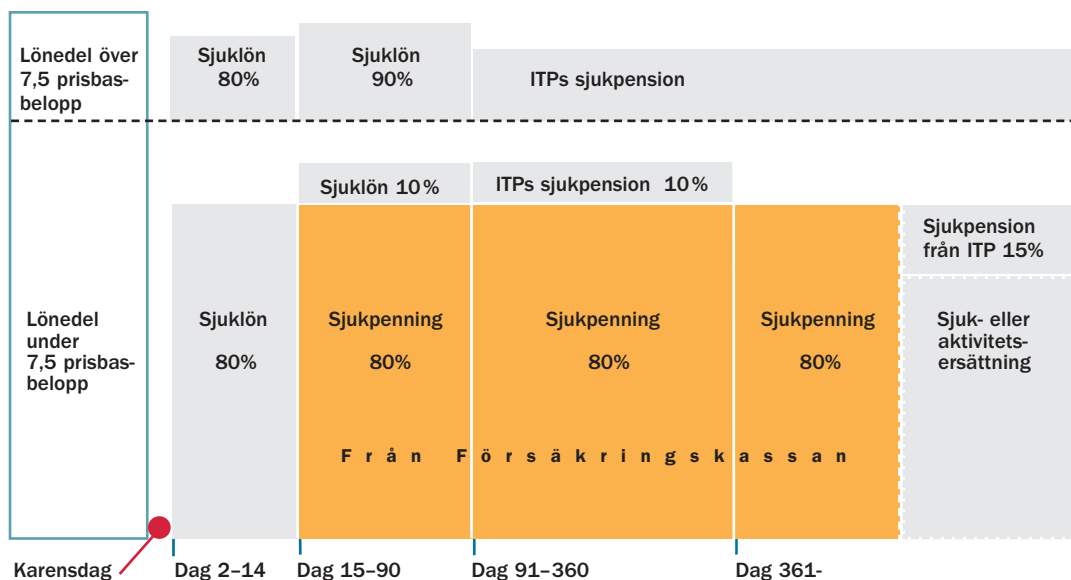 Lönedel över
7,5 prisbas-
belopp
Sjuklön
80%
Sjuklön
90%
ITPs sjukpension
Sjuklön 10%
ITPs sjukpension 10%
Sjukpension
från ITP 15%
Lönedel
under
7,5 prisbas-
belopp
Sjuklön
80%
Sjukpenning
80%
Sjukpenning
80%
Sjukpenning
80%
Sjuk- eller
aktivitets-
ersättning
Från Försäkringskassan
Karensdag
Dag 2–14
Dag 15–90
Dag 91–360
Dag 361-